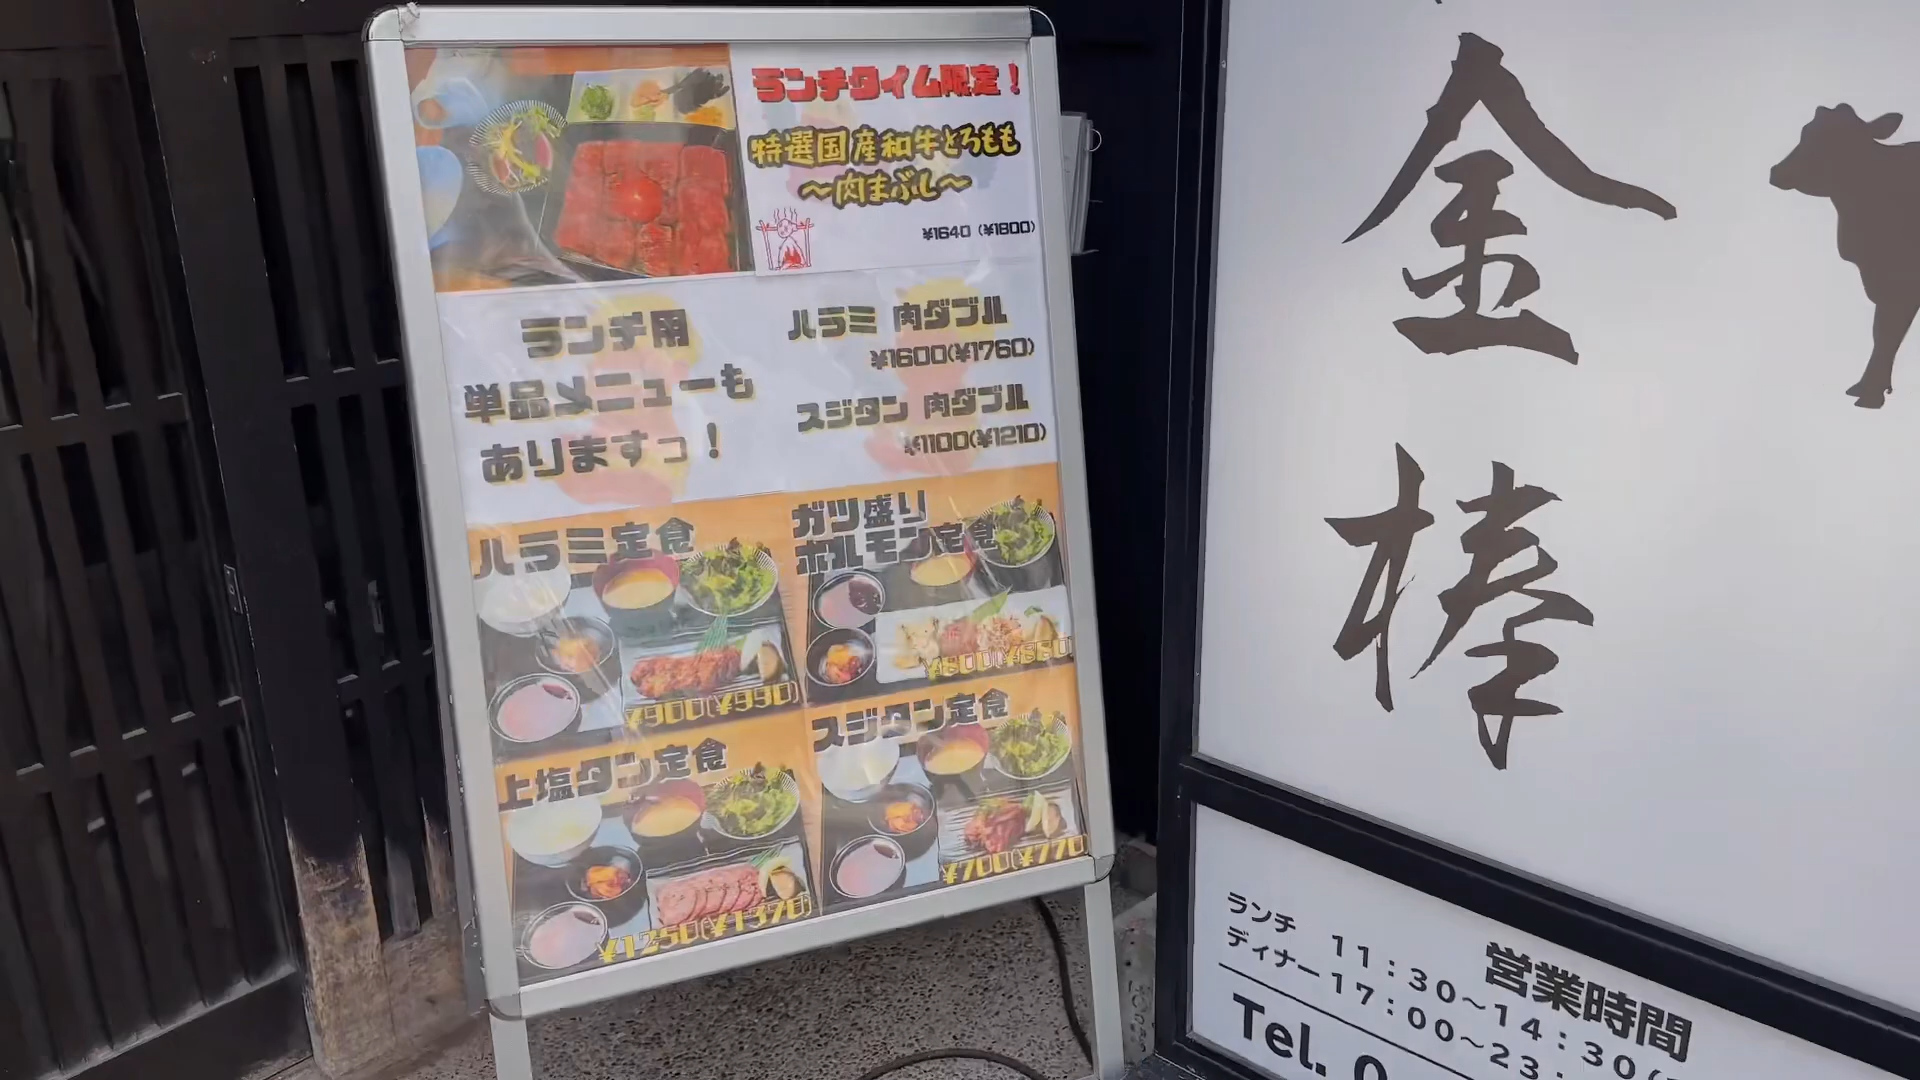 ランチタイム限定!
特選国産和牛とろもも
〜肉まぶし〜
¥1640 (¥1800)
ランチ用
単品メニューも
ありますっ!
ハラミ 肉ダブル
¥1600(¥1760)
スジタン 肉ダブル
¥1100(¥1210)
ハラミ定食
¥900(¥990)
ガツ盛り
ホルモン定食
¥800(¥880)
上塩タン定食
¥1250(¥1370)
スジタン定食
¥700(¥770
金棒
営業時間
ランチ 11:30〜14:30(
ディナー17:00〜23:
Tel. 0